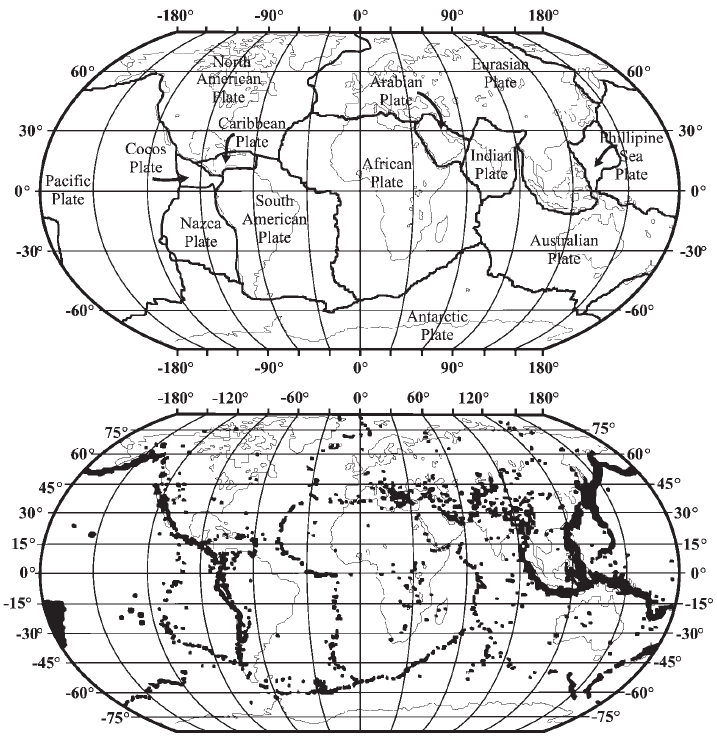 -180° -90° 0° 90° 180°
60° 60°
North
American
Plate
Eurasian
Plate
Arabian
Plate
30° 30°
Caribbean
Plate
Cocos
Plate
Phillipine
Sea
Plate
African
Plate
Indian
Plate
Pacific
Plate
0° 0°
South
American
Plate
Nazca
Plate
Australian
Plate
-30° -30°
-60° -60°
Antarctic
Plate
-180° -90° 0° 90° 180°
-180° -120° -60° 0° 60° 120° 180°
75° 75°
60° 60°
45° 45°
30° 30°
15° 15°
0° 0°
-15° -15°
-30° -30°
-45° -45°
-60° -60°
-75° -75°